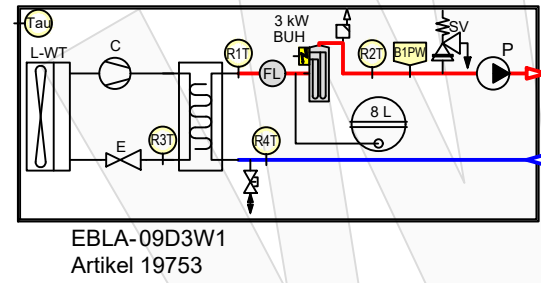 Tau
3 kW
BUH
SV
L-WT
C
R1T
FL
R2T
B1PW
P
8 L
E
R3T
R4T
EBLA-09D3W1
Artikel 19753